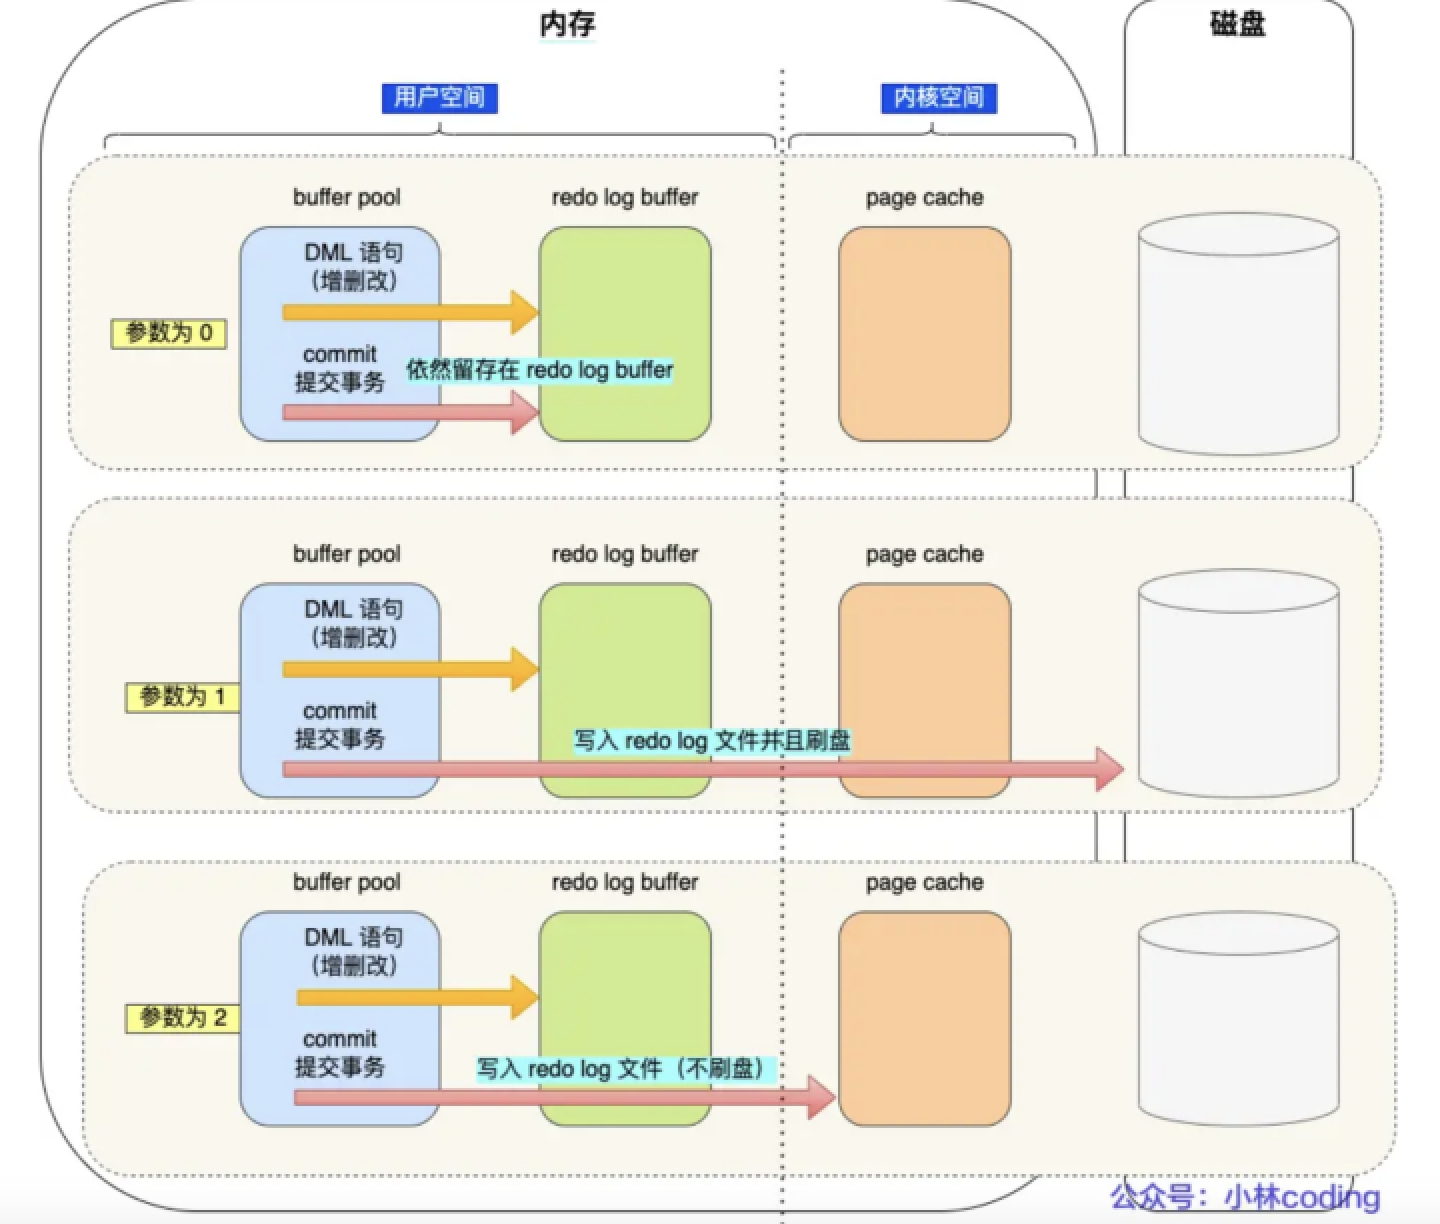 内存
磁盘
用户空间
内核空间
buffer pool
redo log buffer
page cache
DML 语句
（增删改）
参数为 0
commit
提交事务
依然留存在 redo log buffer
buffer pool
redo log buffer
page cache
DML 语句
（增删改）
参数为 1
commit
提交事务
写入 redo log 文件并且刷盘
buffer pool
redo log buffer
page cache
DML 语句
（增删改）
参数为 2
commit
提交事务
写入 redo log 文件（不刷盘）
公众号：小林coding